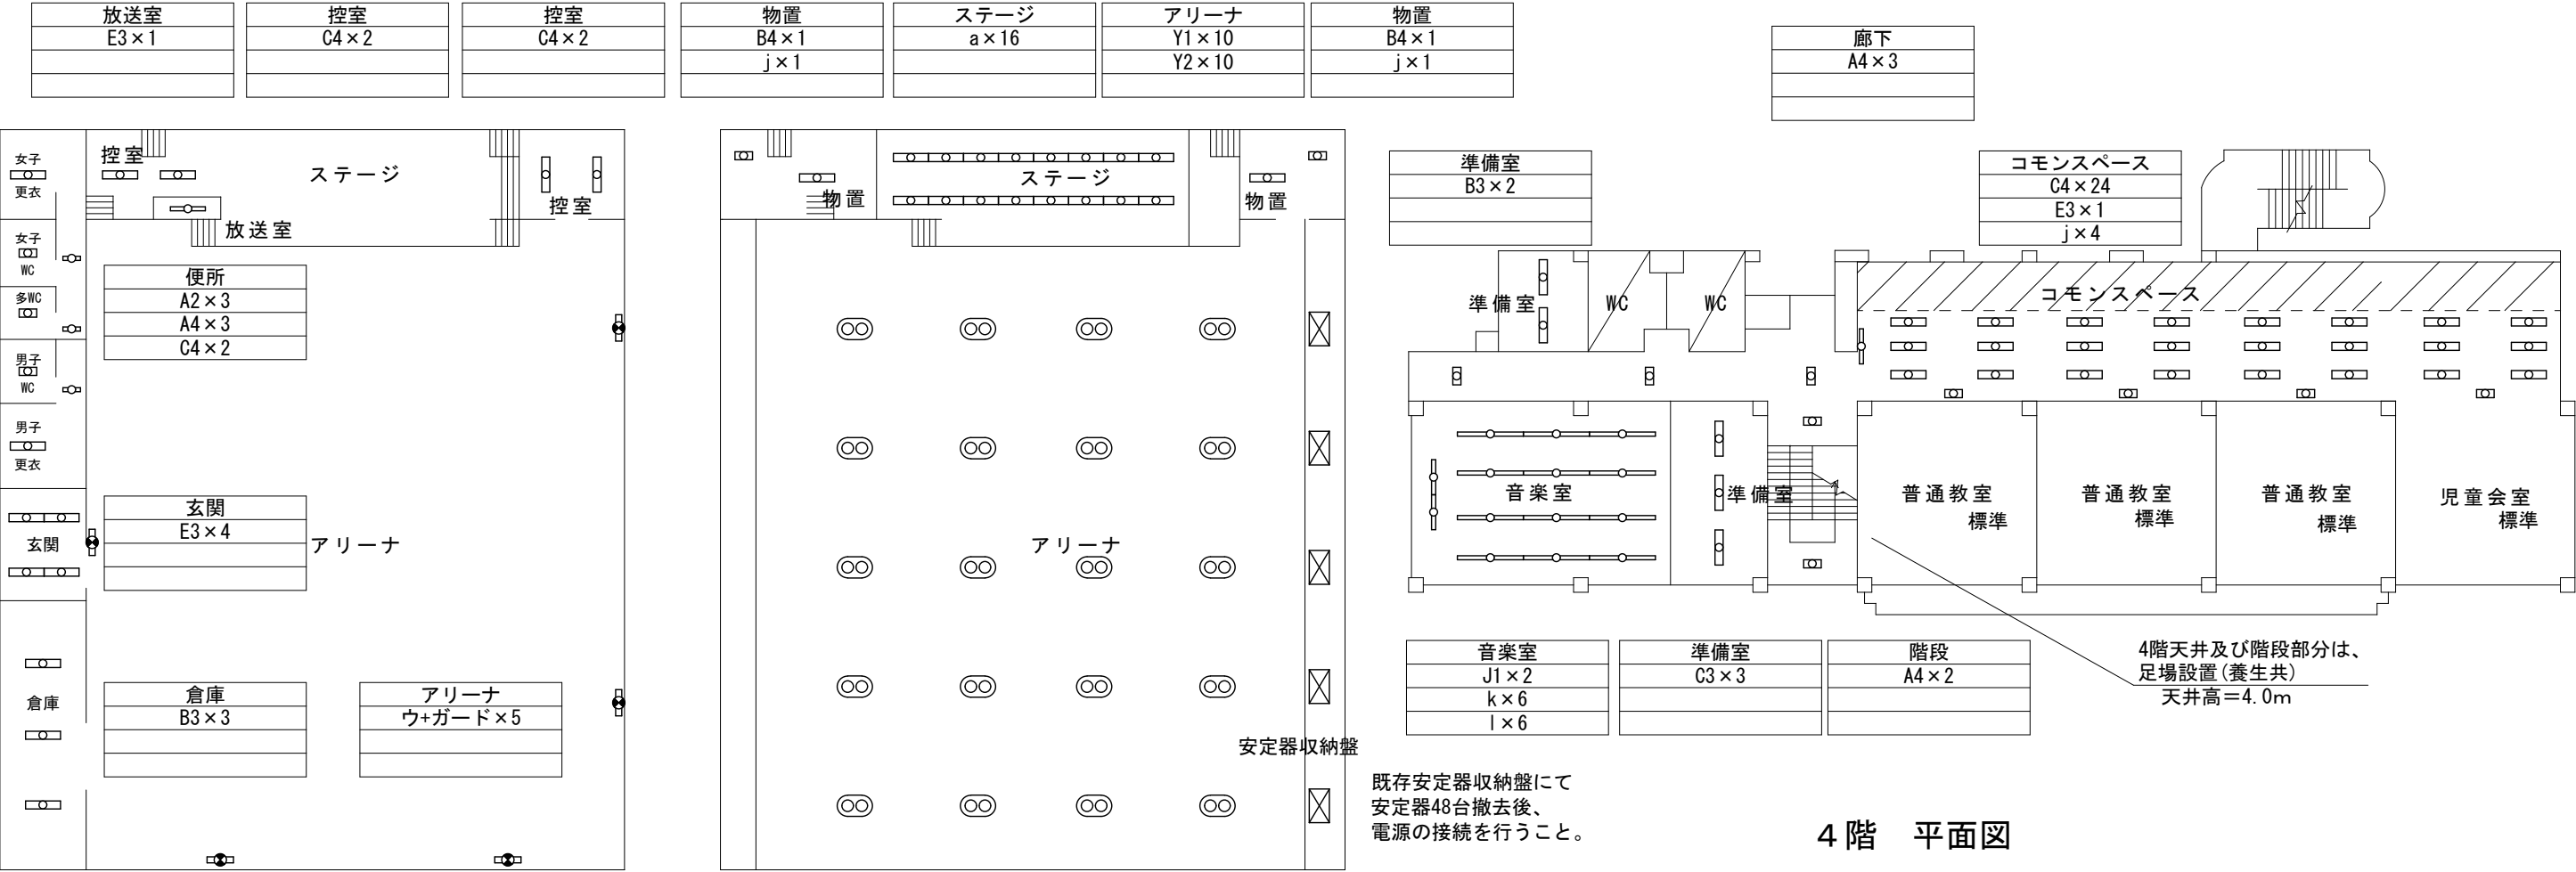 放送室
E3×1
控室
C4×2
控室
C4×2
物置
B4×1
j×1
ステージ
a×16
アリーナ
Y1×10
Y2×10
物置
B4×1
j×1
廊下
A4×3
女子
更衣
控室
ステージ
控室
放送室
女子
WC
多WC
男子
WC
男子
更衣
便所
A2×3
A4×3
C4×2
玄関
玄関
E3×4
アリーナ
倉庫
倉庫
B3×3
アリーナ
ウ+ガード×5
物置
ステージ
物置
アリーナ
安定器収納盤
既存安定器収納盤にて
安定器48台撤去後、
電源の接続を行うこと。
準備室
B3×2
コモンスペース
C4×24
E3×1
j×4
準備室
WC
WC
コモンスペース
音楽室
準備室
普通教室
標準
普通教室
標準
普通教室
標準
児童会室
標準
音楽室
J1×2
k×6
l×6
準備室
C3×3
階段
A4×2
4階天井及び階段部分は、
足場設置(養生共)
天井高=4.0m
4階 平面図